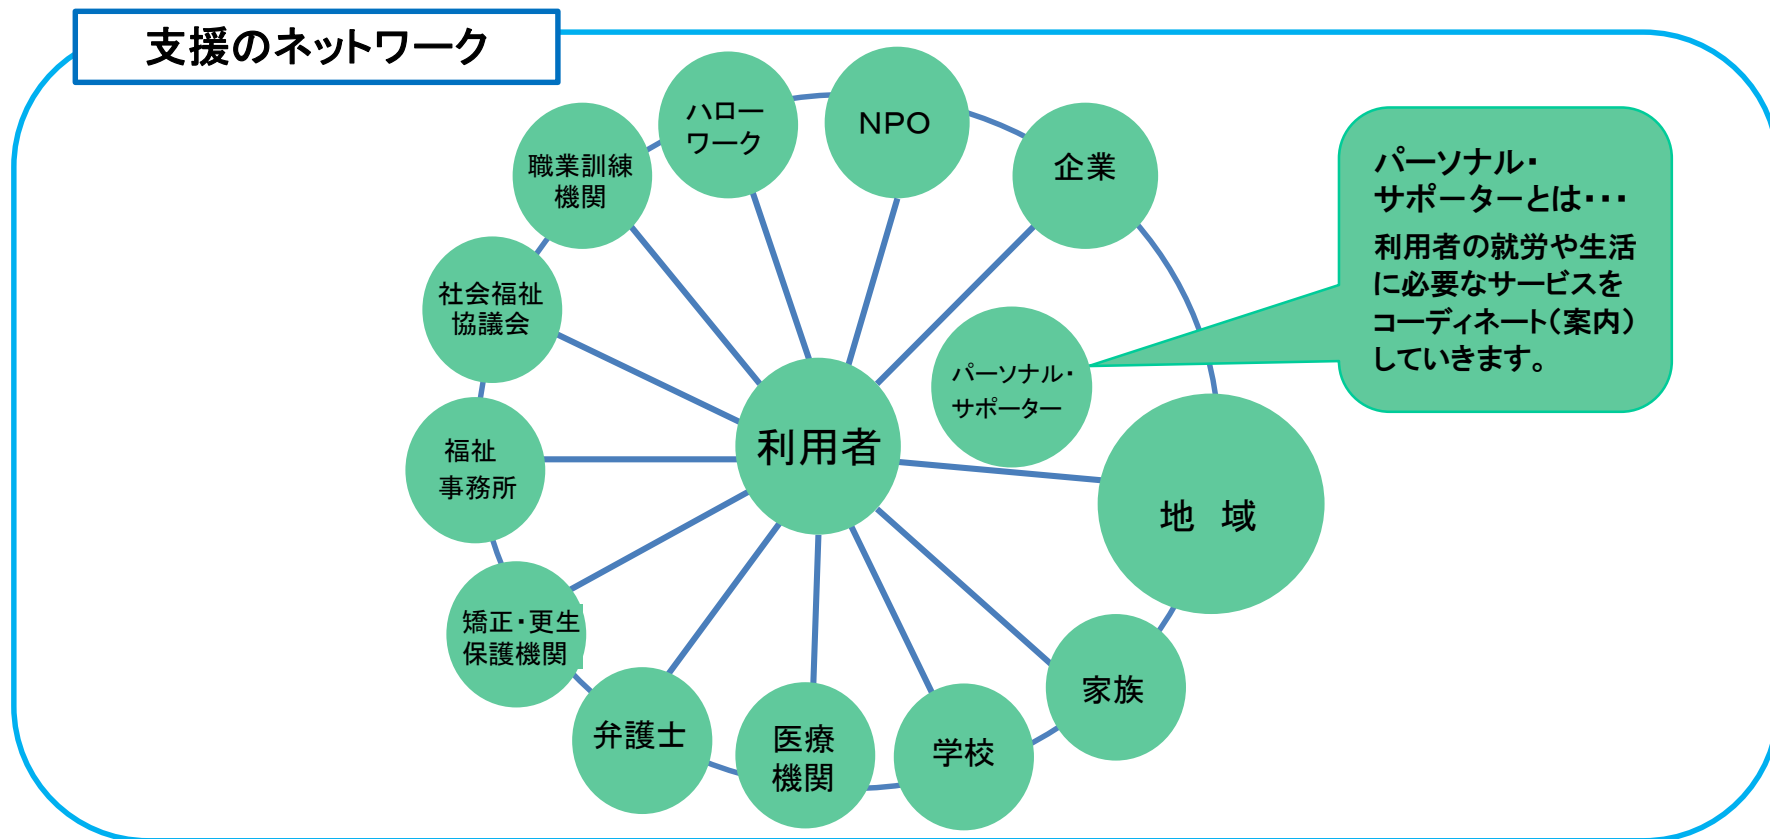 支援のネットワーク
ハロー
ワーク
NPO
企業
職業訓練
機関
社会福祉
協議会
福祉
事務所
矯正・更生
保護機関
弁護士
医療
機関
学校
家族
地　域
利用者
パーソナル・
サポーター
パーソナル・
サポーターとは・・・
利用者の就労や生活
に必要なサービスを
コーディネート（案内）
していきます。